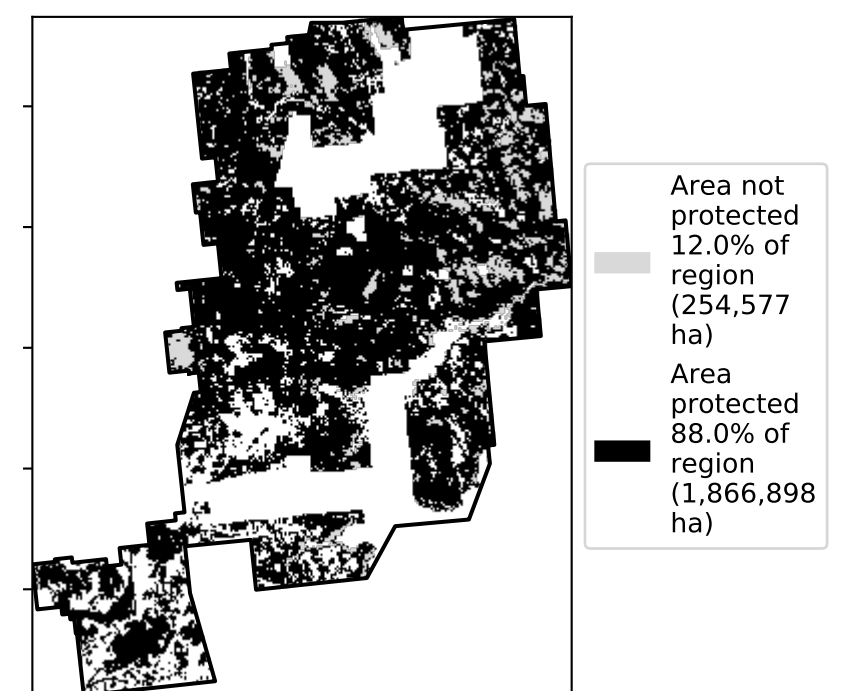 Area not
protected
12.0% of
region
(254,577
ha)
Area
protected
88.0% of
region
(1,866,898
ha)